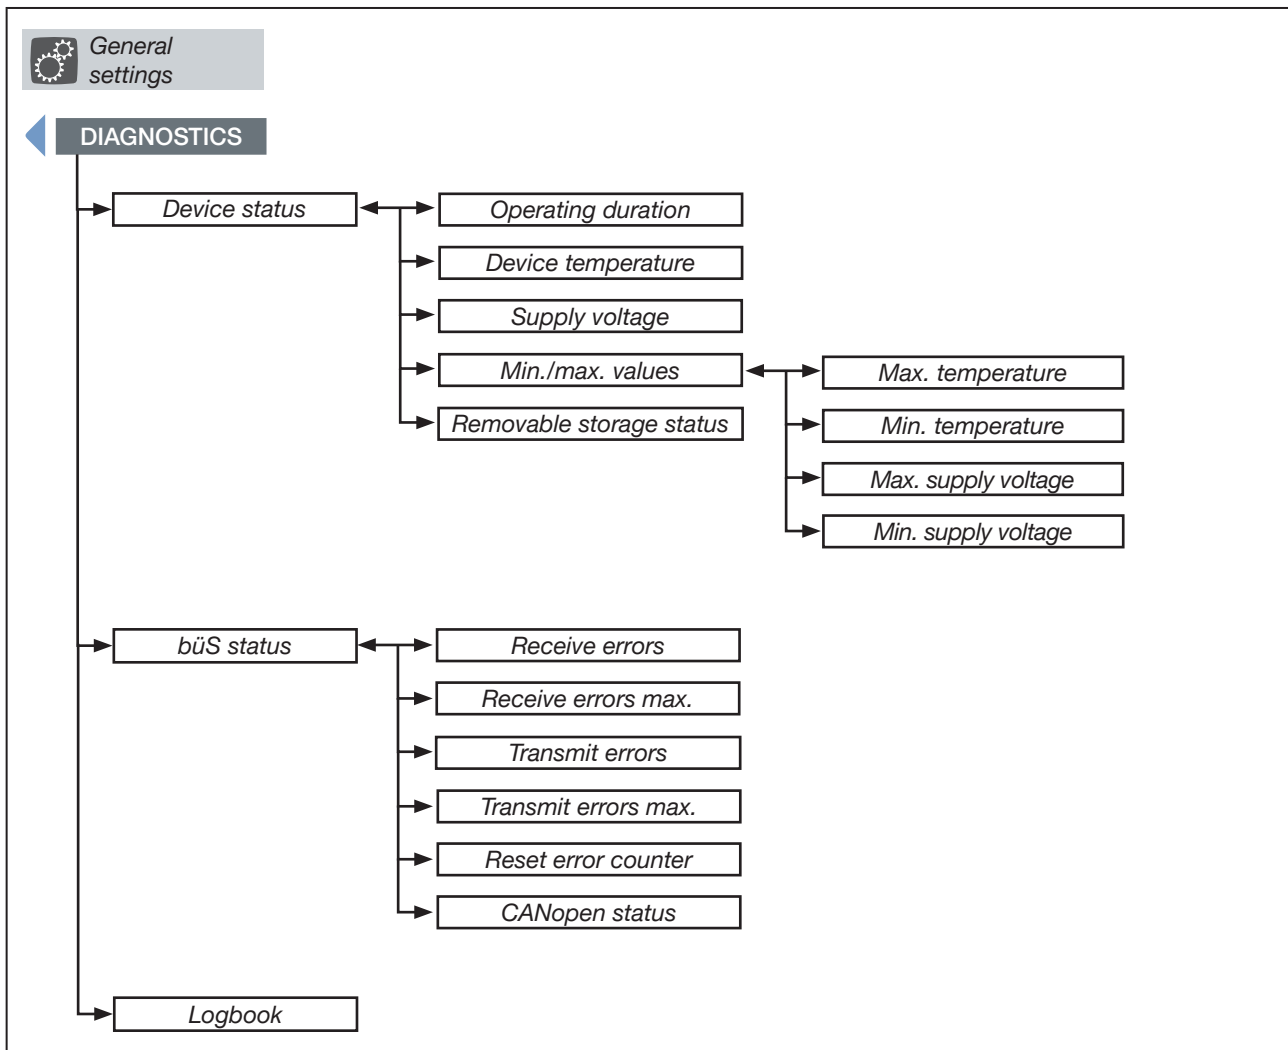 General
settings
DIAGNOSTICS
Device status
Operating duration
Device temperature
Supply voltage
Min./max. values
Max. temperature
Removable storage status
Min. temperature
Max. supply voltage
Min. supply voltage
büS status
Receive errors
Receive errors max.
Transmit errors
Transmit errors max.
Reset error counter
CANopen status
Logbook